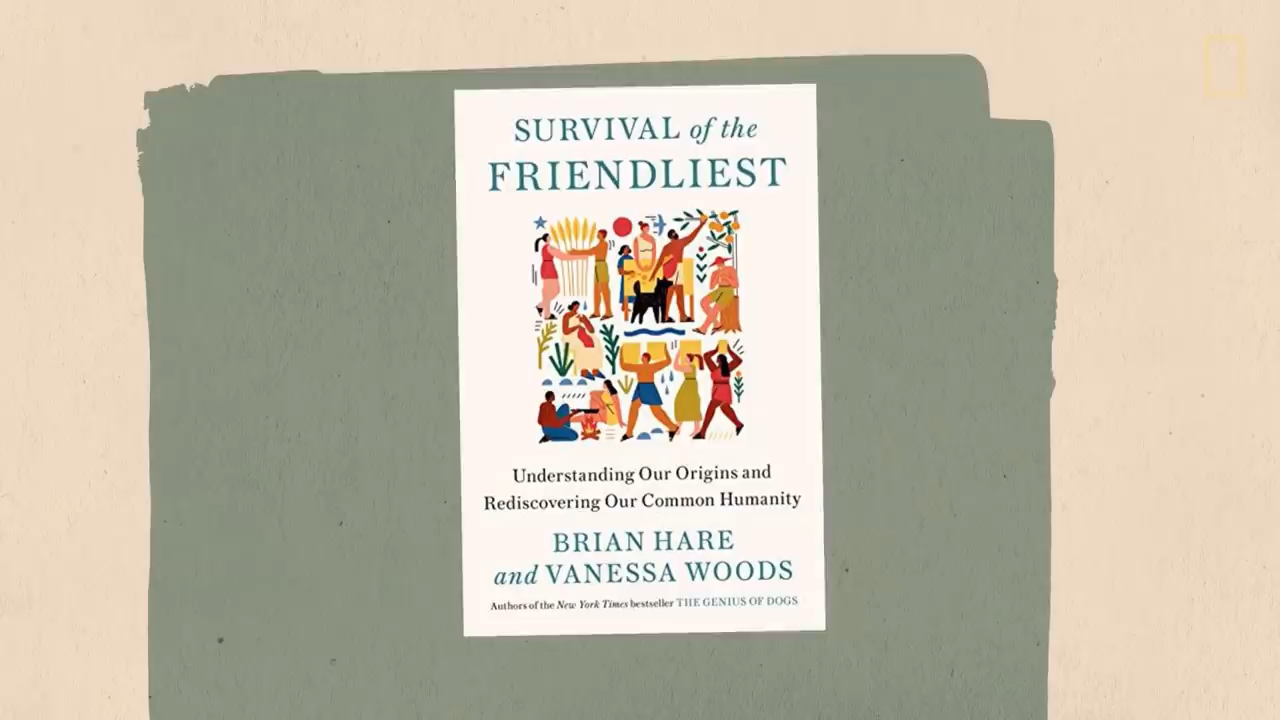 SURVIVAL of the
FRIENDLIEST
Understanding Our Origins and
Rediscovering Our Common Humanity
BRIAN HARE
and VANESSA WOODS
Authors of the New York Times bestseller THE GENIUS OF DOGS